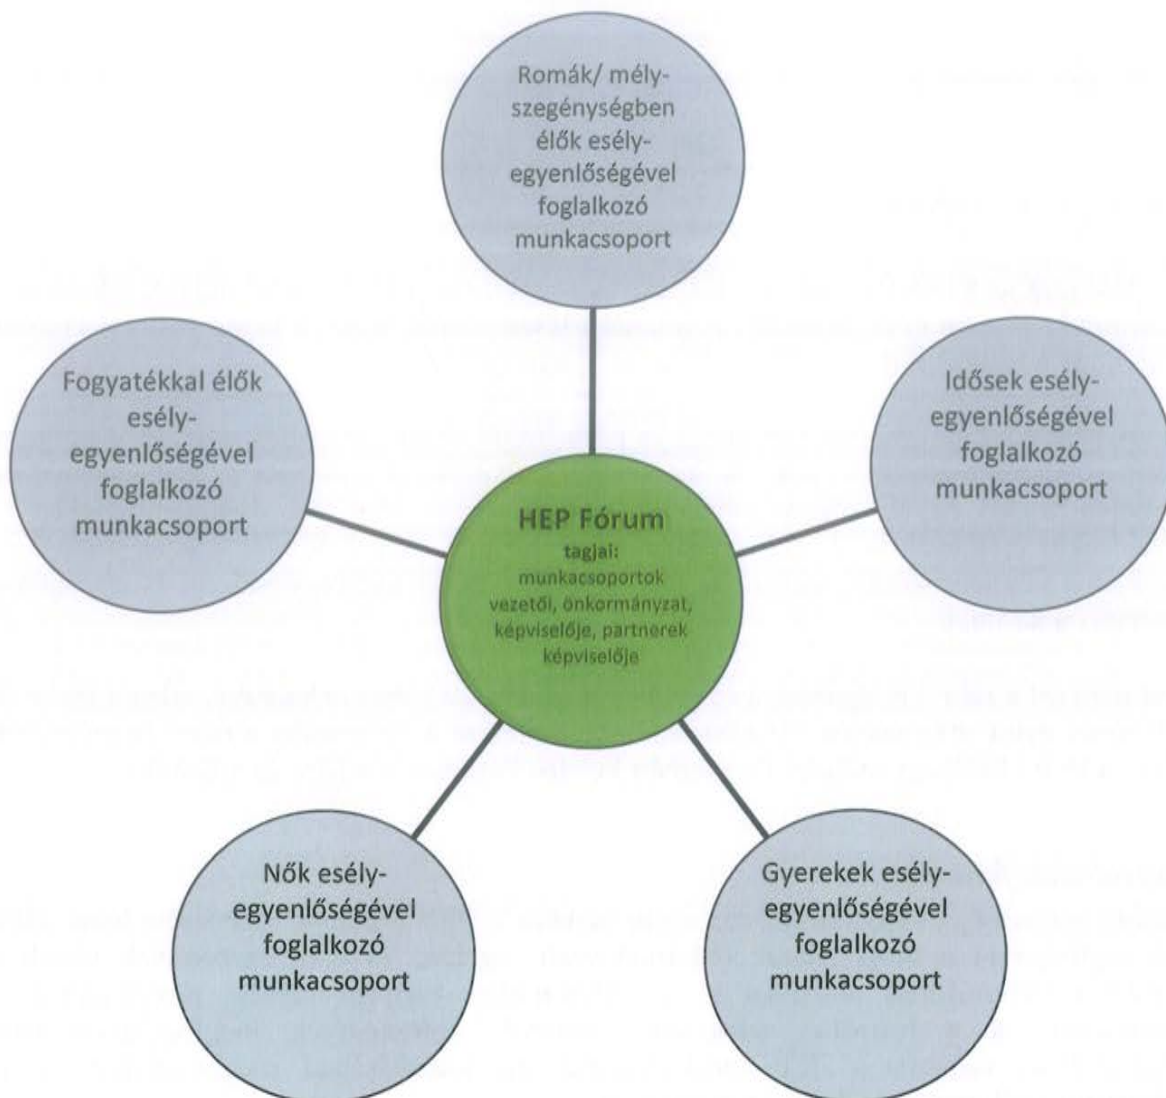 Romák/ mély-
szegénységben
élők esély-
egyenlőségével
foglalkozó
munkacsoport
Fogyatékkal élők
esély-
egyenlőségével
foglalkozó
munkacsoport
Idősek esély-
egyenlőségével
foglalkozó
munkacsoport
HEP Fórum
tagjai:
munkacsoportok
vezetői, önkormányzat,
képviselője, partnerek
képviselője
Nők esély-
egyenlőségével
foglalkozó
munkacsoport
Gyerekek esély-
egyenlőségével
foglalkozó
munkacsoport